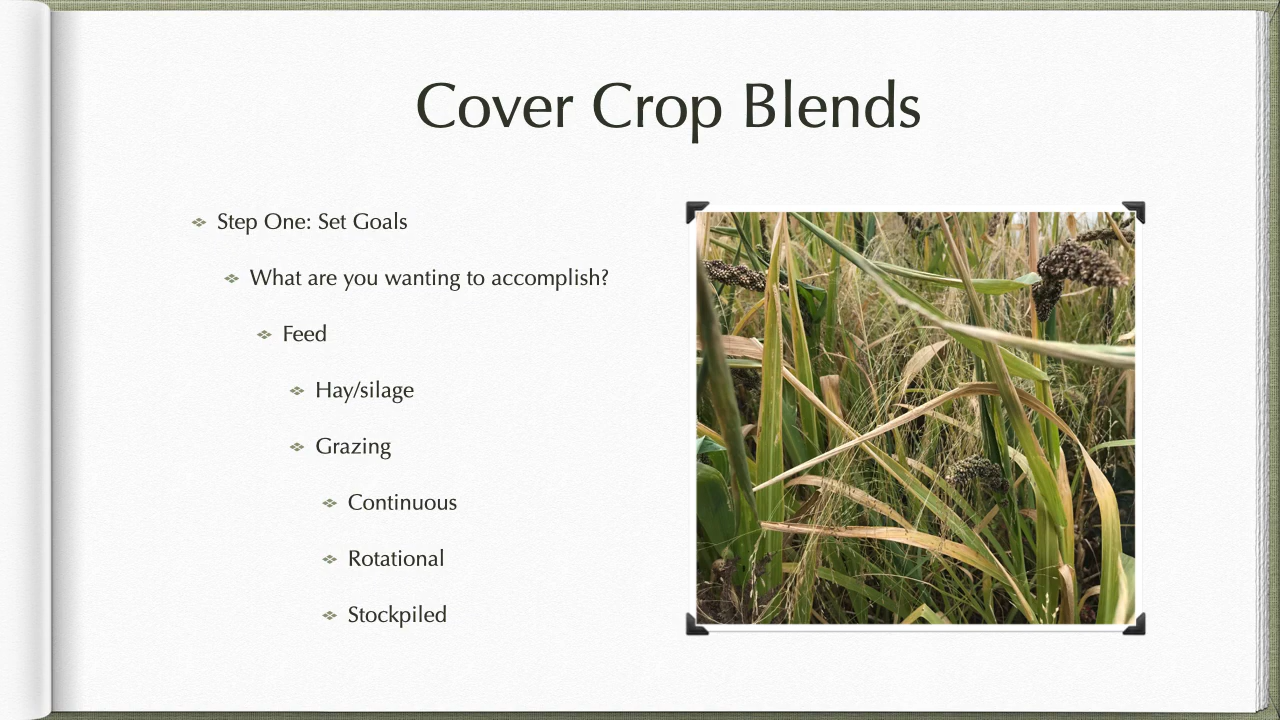 Cover Crop Blends
Step One: Set Goals
What are you wanting to accomplish?
Feed
Hay/silage
Grazing
Continuous
Rotational
Stockpiled